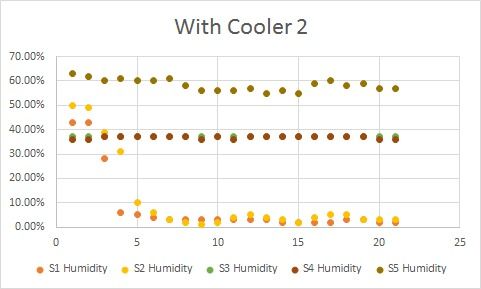 With Cooler 2
70.00%
60.00%
50.00%
40.00%
30.00%
20.00%
10.00%
0.00%
0 5 10 15 20 25
S1 Humidity S2 Humidity S3 Humidity S4 Humidity S5 Humidity